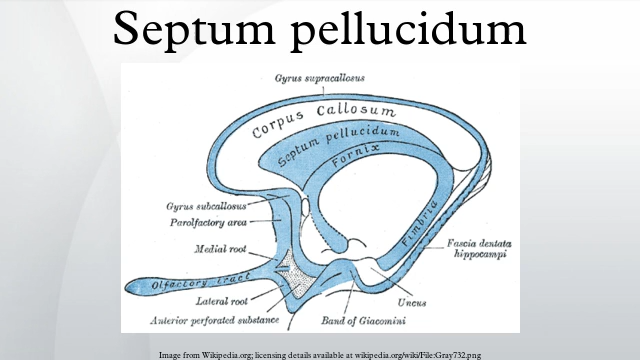 Septum pellucidum
Gyrus supracallosus
Corpus Callosum
Septum pellucidum
Fornix
Gyrus subcallosus
Parolfactory area
Medial root
Fimbria
Fascia dentata
hippocampi
Olfactory tract
Lateral root
Uncus
Anterior perforated substance
Band of Giacomini
Image from Wikipedia.org; licensing details available at wikipedia.org/wiki/File:Gray732.png